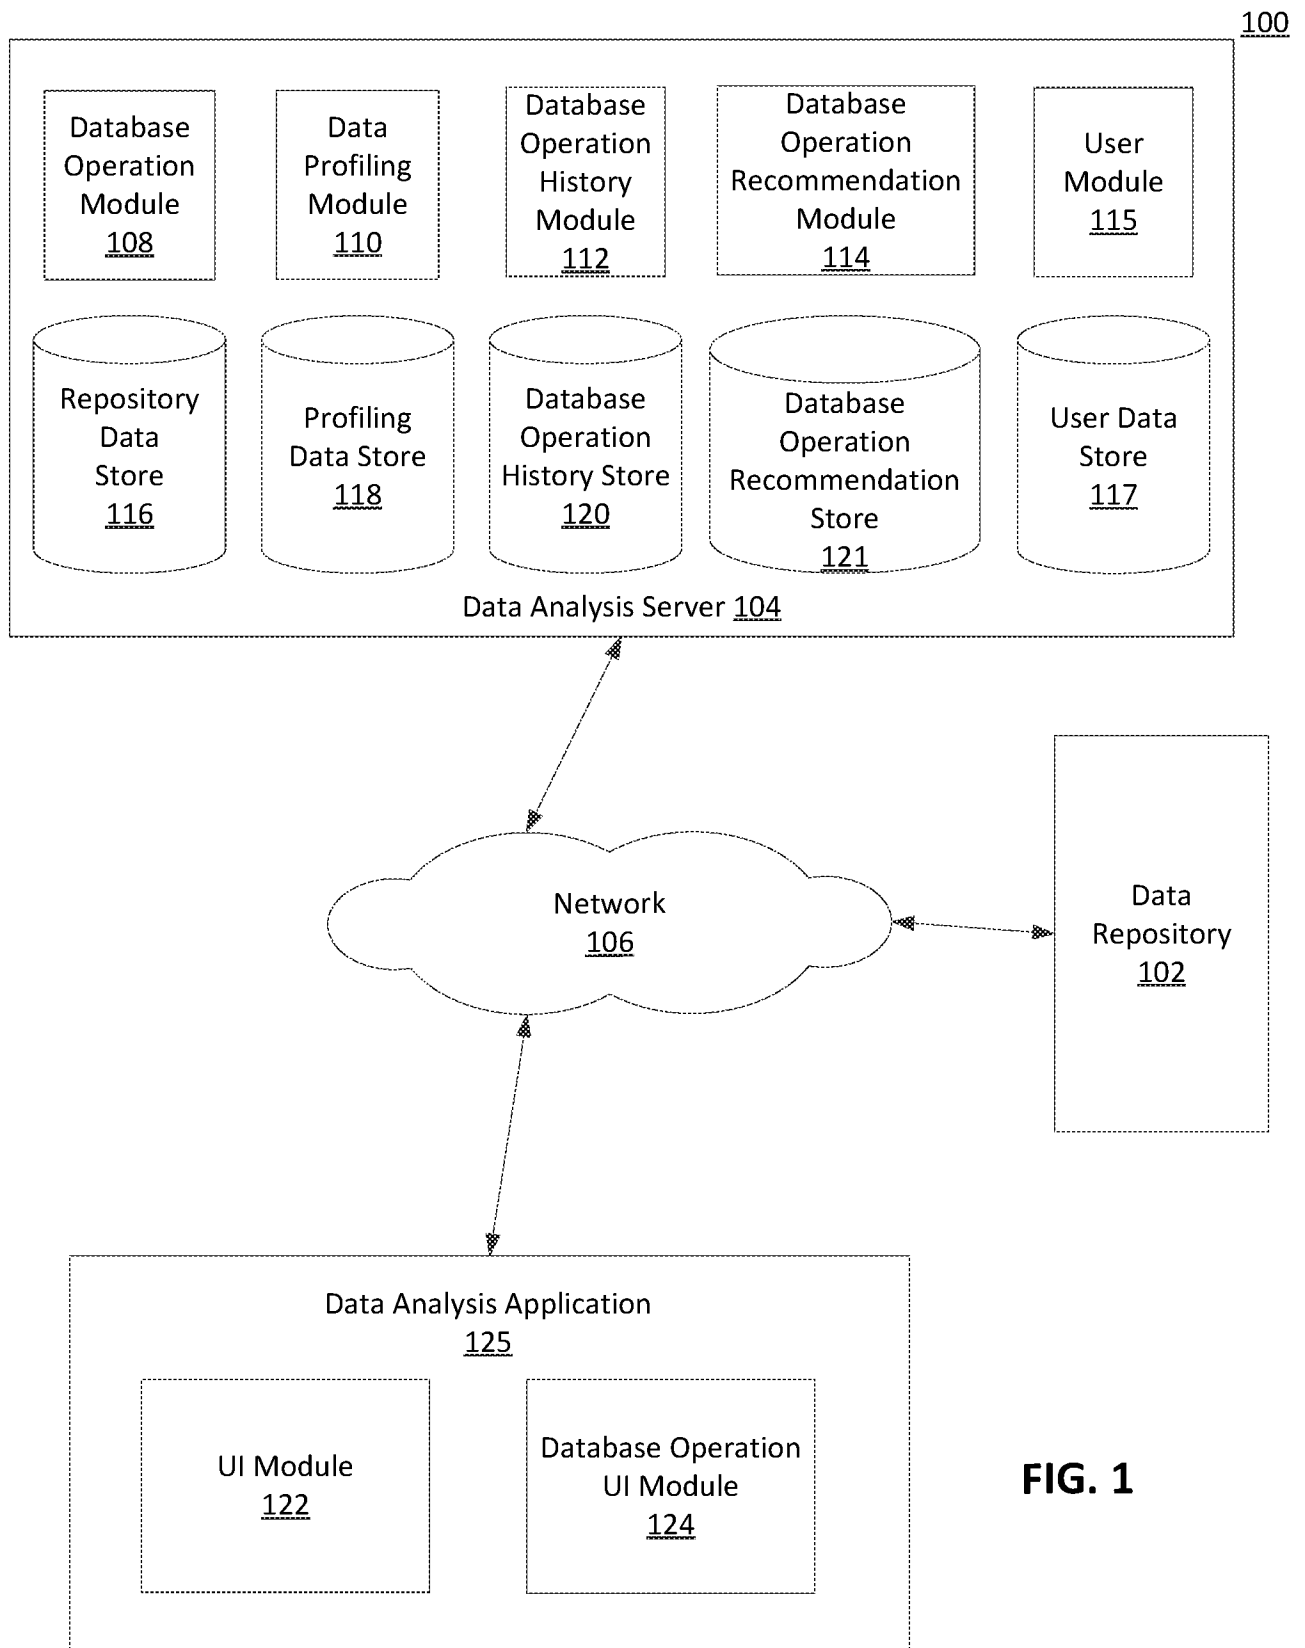 100
Database
Operation
Module
108
Data
Profiling
Module
110
Database
Operation
History
Module
112
Database
Operation
Recommendation
Module
114
User
Module
115
Repository
Data
Store
116
Profiling
Data Store
118
Database
Operation
History Store
120
Database
Operation
Recommendation
Store
121
User Data
Store
117
Data Analysis Server 104
Network
106
Data
Repository
102
Data Analysis Application
125
UI Module
122
Database Operation
UI Module
124
FIG. 1